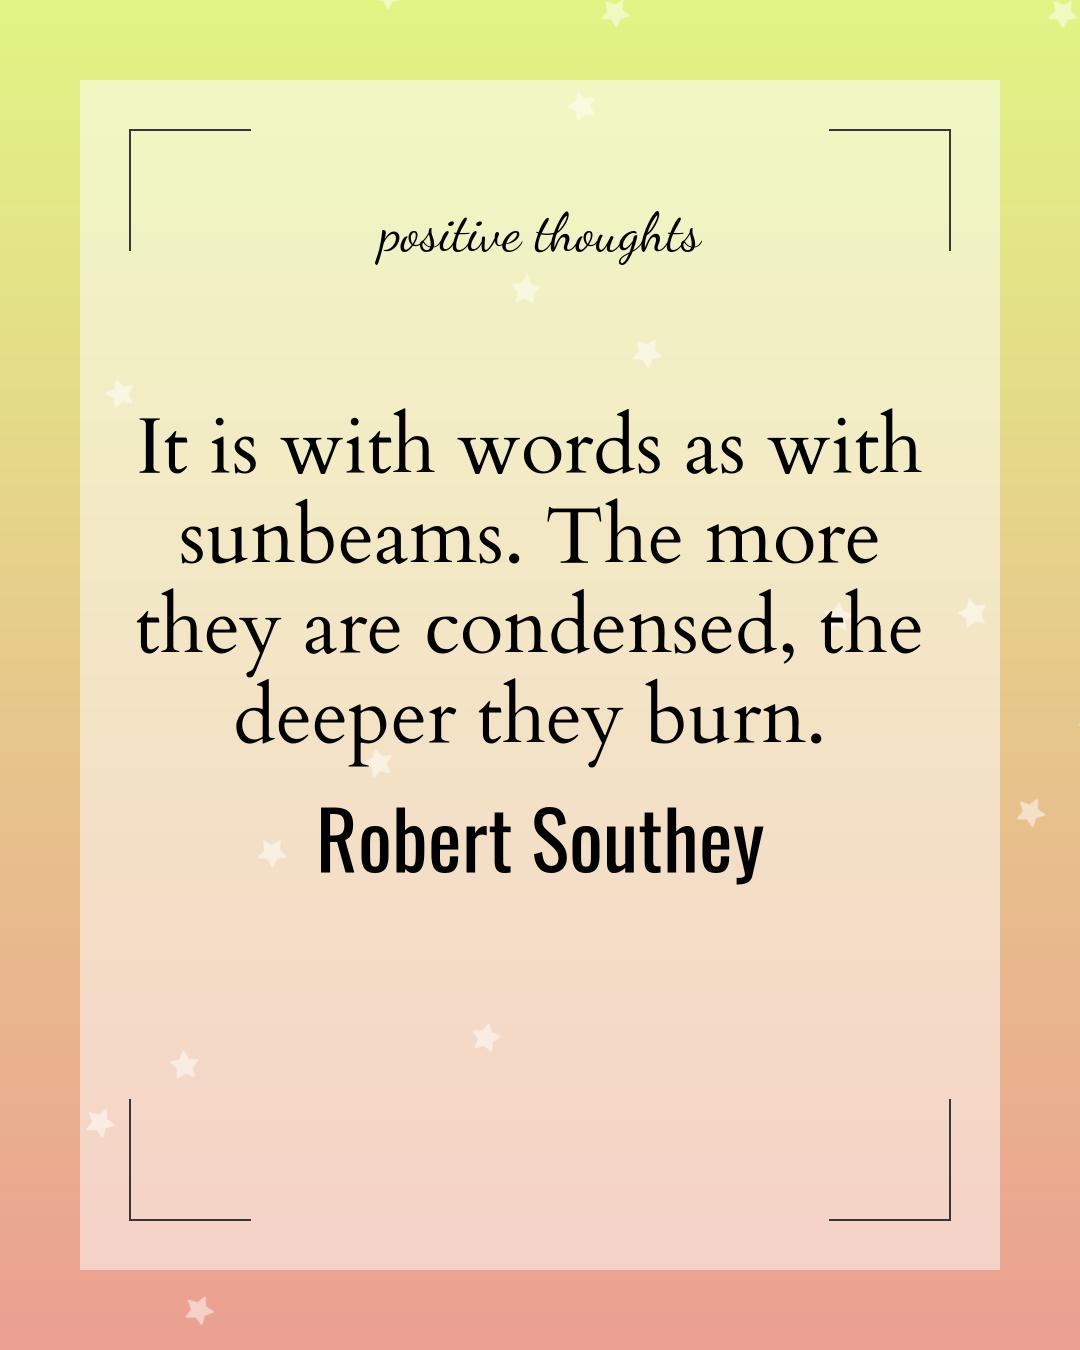 positive thoughts
It is with words as with
sunbeams. The more
they are condensed, the
deeper they burn.
Robert Southey